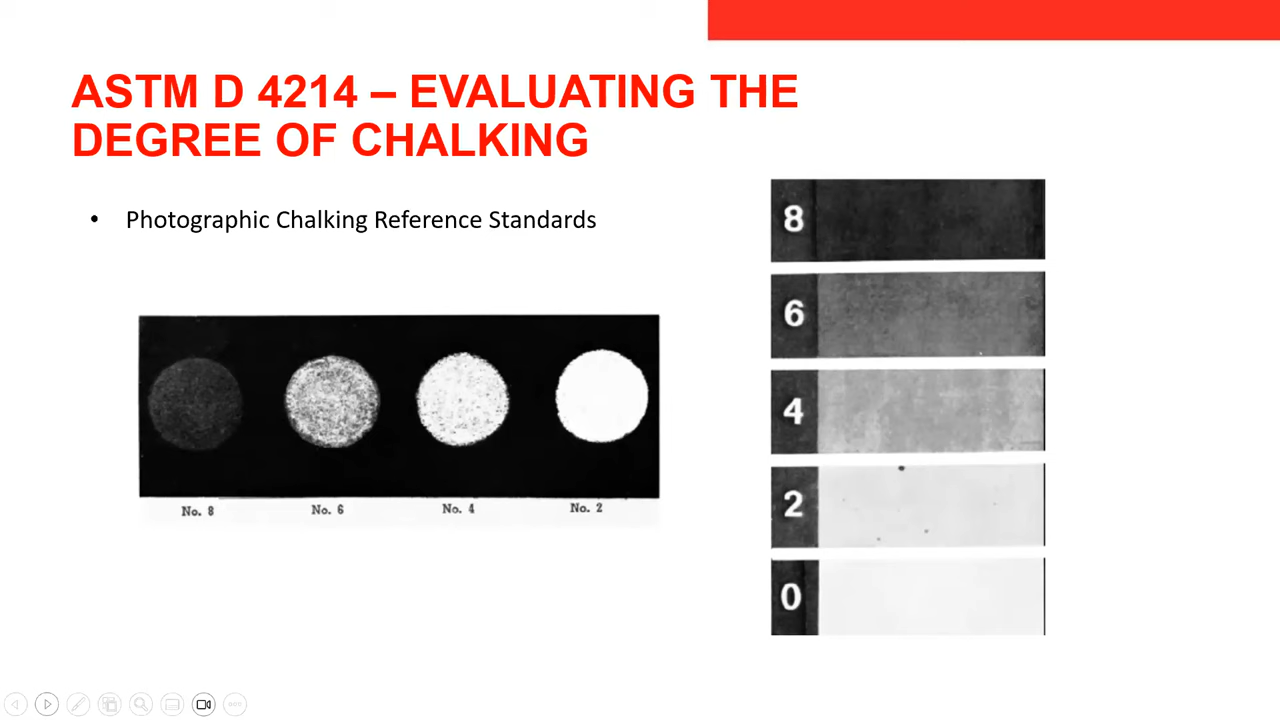 ASTM D 4214 – EVALUATING THE
DEGREE OF CHALKING
• Photographic Chalking Reference Standards
No. 8 No. 6 No. 4 No. 2
8
6
4
2
0